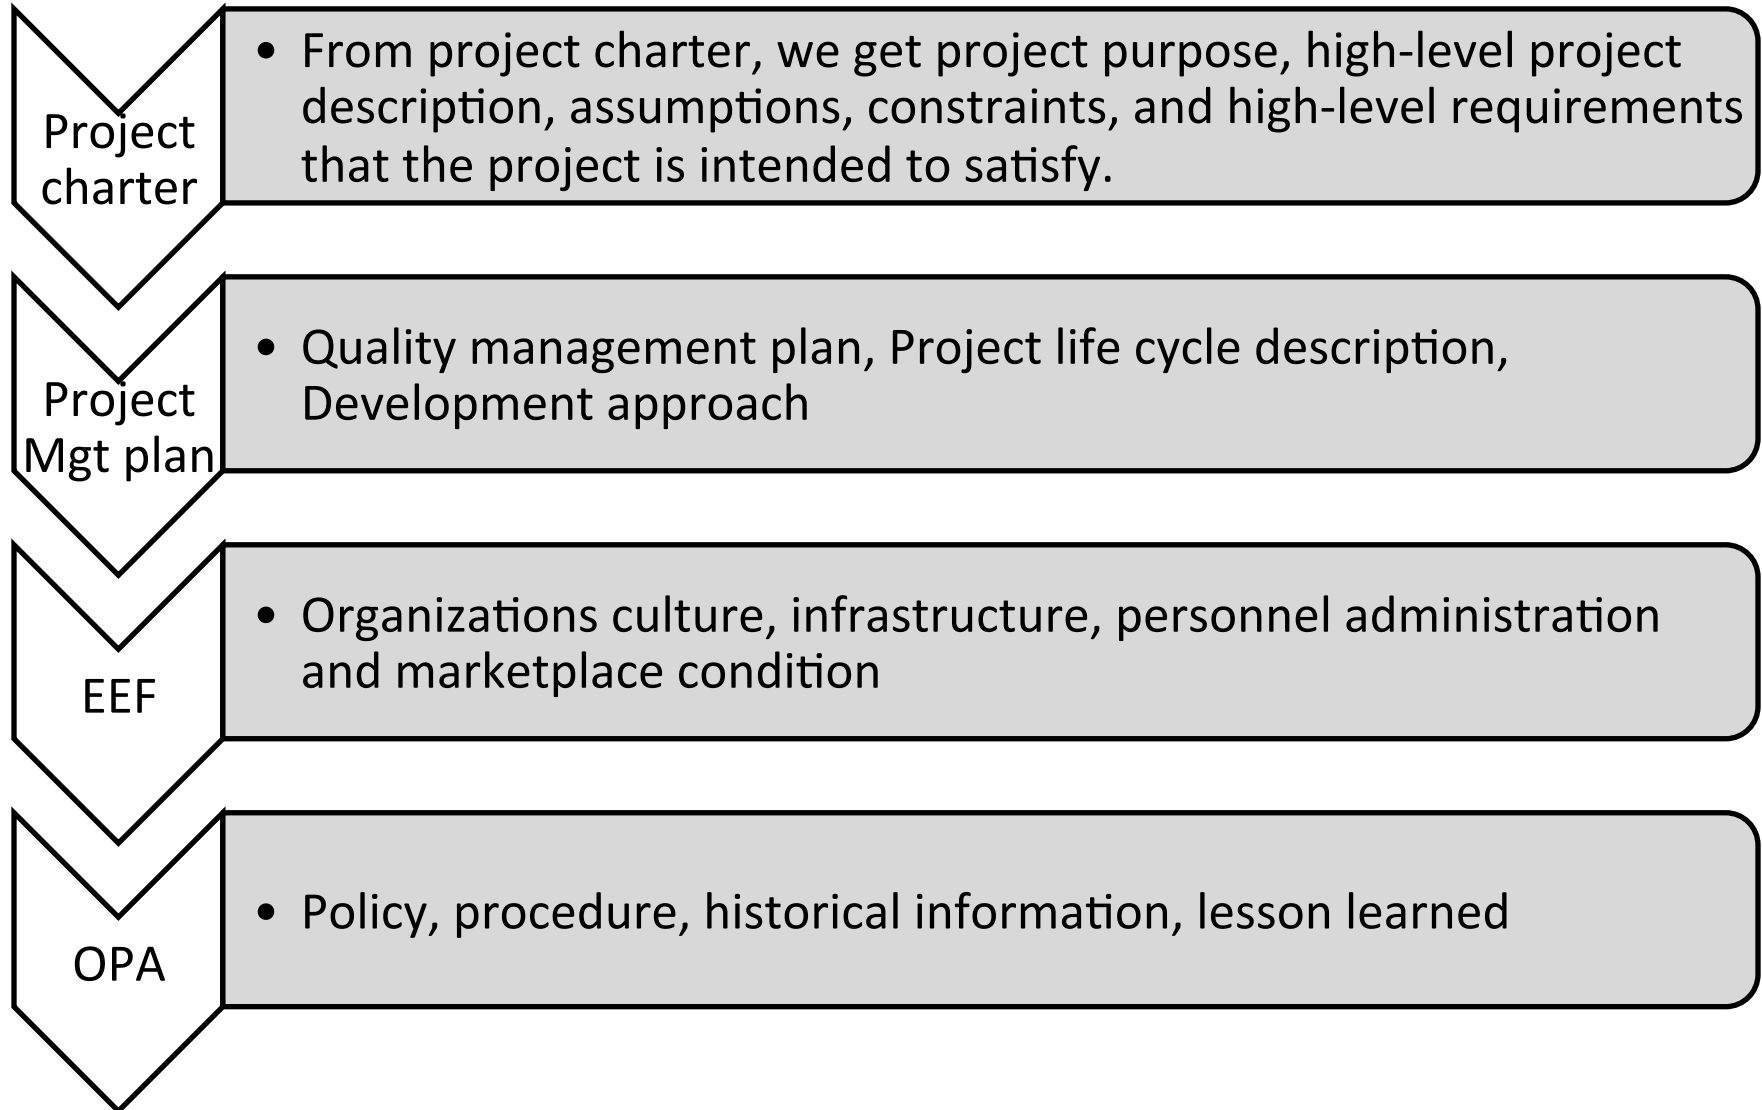 Project
charter
• From project charter, we get project purpose, high-level project
description, assumptions, constraints, and high-level requirements
that the project is intended to satisfy.
Project
Mgt plan
• Quality management plan, Project life cycle description,
Development approach
EEF
• Organizations culture, infrastructure, personnel administration
and marketplace condition
OPA
• Policy, procedure, historical information, lesson learned